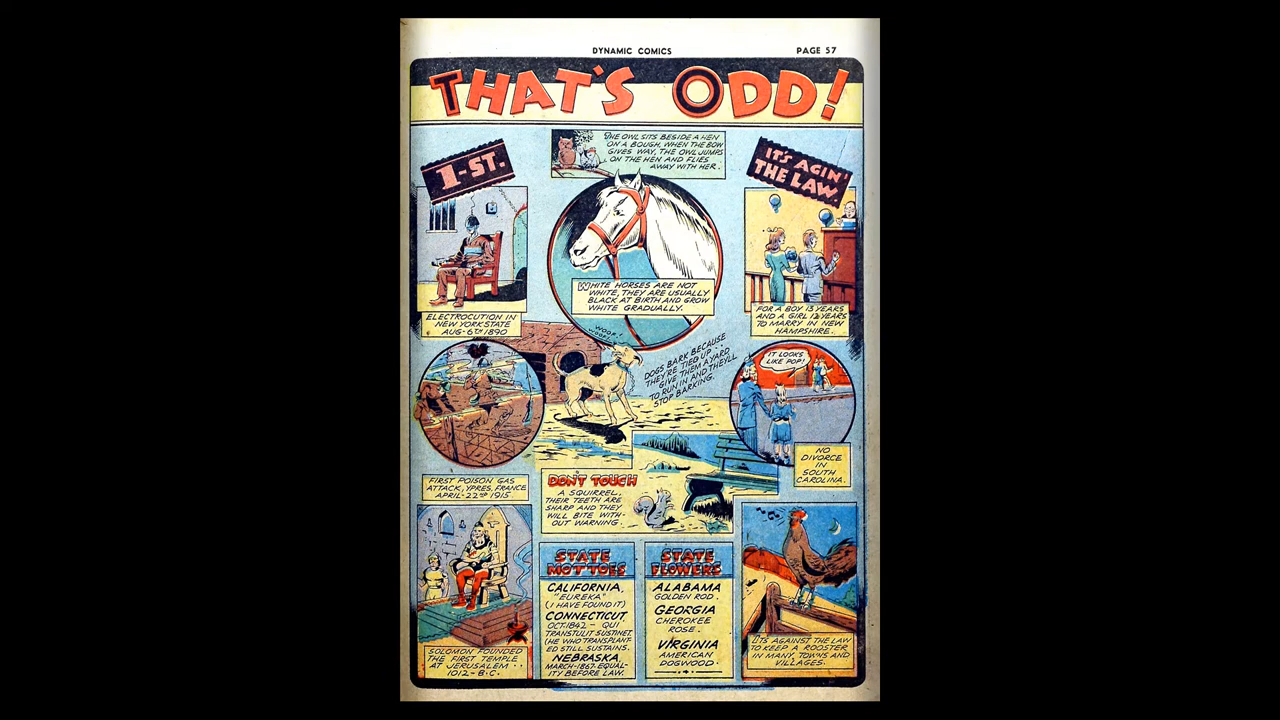 DYNAMIC COMICS
PAGE 57
THAT'S ODD!
1-ST.
ELECTROCUTION IN
NEW YORK STATE
AUG-6TH 1890
THE OWL SITS BESIDE A HEN
ON A BOUGH, WHEN THE BOW
GIVES WAY, THE OWL JUMPS
ON THE HEN AND FLIES
AWAY WITH HER.
IT'S AGIN'
THE LAW.
WHITE HORSES ARE NOT
WHITE, THEY ARE USUALLY
BLACK AT BIRTH AND GROW
WHITE GRADUALLY.
FOR A BOY 13 YEARS
AND A GIRL 12 YEARS
TO MARRY IN NEW
HAMPSHIRE.
WOOF!
WOOF!
DOGS BARK BECAUSE
THEY'RE TIED UP
GIVE THEM A YARD
TO RUN IN AND THEY'LL
STOP BARKING.
IT LOOKS
LIKE POP!
NO
DIVORCE
IN
SOUTH
CAROLINA.
FIRST POISON GAS
ATTACK, YPRES, FRANCE
APRIL-22ND 1915
DON'T TOUCH
A SQUIRREL,
THEIR TEETH ARE
SHARP AND THEY
WILL BITE WITH-
OUT WARNING.
SOLOMON FOUNDED
THE FIRST TEMPLE
AT JERUSALEM..
1012-B.C.
STATE
MOTTOES
CALIFORNIA,
"EUREKA"
(I HAVE FOUND IT)
CONNECTICUT,
OCT.1842 - QUI
TRANSTULIT SUSTINET.
(HE WHO TRANSPLANT-
ED STILL SUSTAINS.
NEBRASKA,
MARCH-1867-EQUAL-
ITY BEFORE LAW.
STATE
FLOWERS
ALABAMA
GOLDEN ROD.
GEORGIA
CHEROKEE
ROSE.
VIRGINIA
AMERICAN
DOGWOOD.
IT'S AGAINST THE LAW
TO KEEP A ROOSTER
IN MANY, TOWNS AND
VILLAGES.